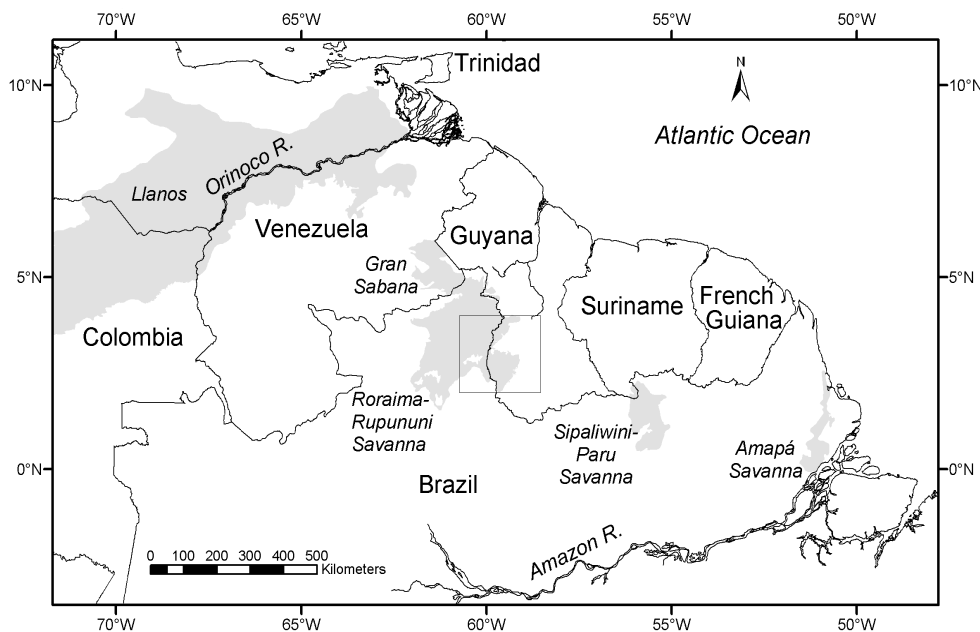 70°W 65°W 60°W 55°W 50°W
10°N 10°N
Trinidad
N
Atlantic Ocean
Orinoco R.
Llanos
Venezuela
Guyana
Gran
Sabana
5°N 5°N
Suriname
French
Guiana
Colombia
Roraima-
Rupununi
Savanna
Sipaliwini-
Paru
Savanna
Amapá
Savanna
0°N 0°N
Brazil
Amazon R.
0 100 200 300 400 500
Kilometers
70°W 65°W 60°W 55°W 50°W